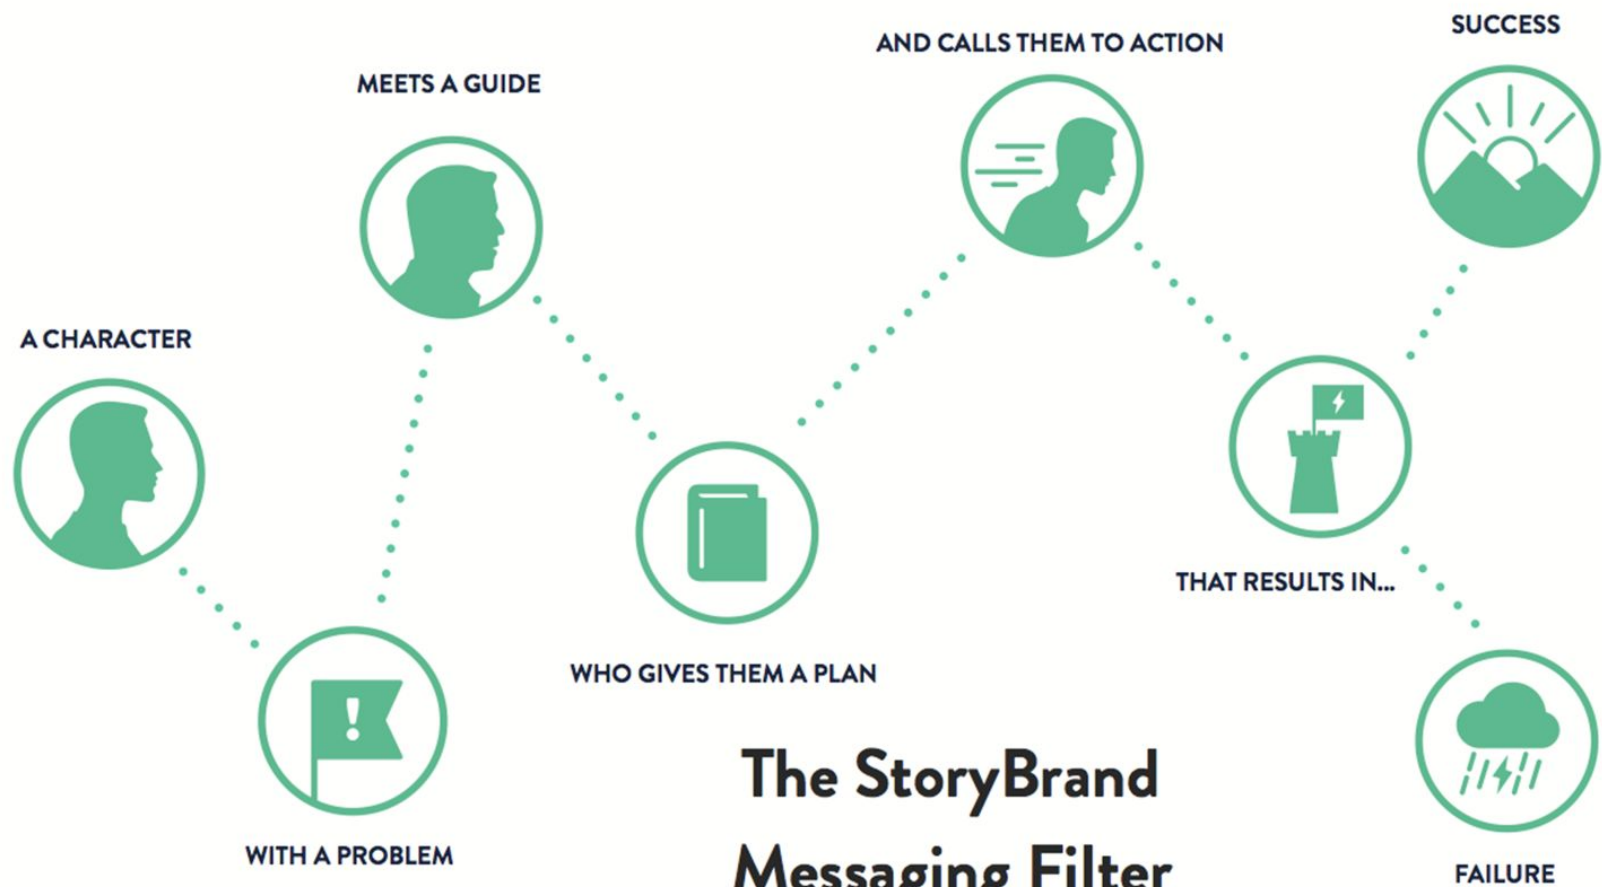 A CHARACTER
WITH A PROBLEM
MEETS A GUIDE
WHO GIVES THEM A PLAN
AND CALLS THEM TO ACTION
THAT RESULTS IN...
SUCCESS
FAILURE
The StoryBrand
Messaging Filter